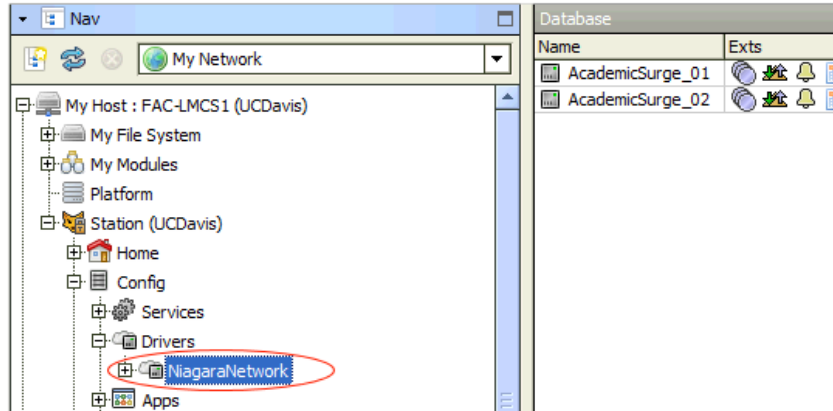 Nav
My Network
My Host : FAC-LMCS1 (UCDavis)
My File System
My Modules
Platform
Station (UCDavis)
Home
Config
Services
Drivers
NiagaraNetwork
Apps
Database
Name Exts
AcademicSurge_01
AcademicSurge_02